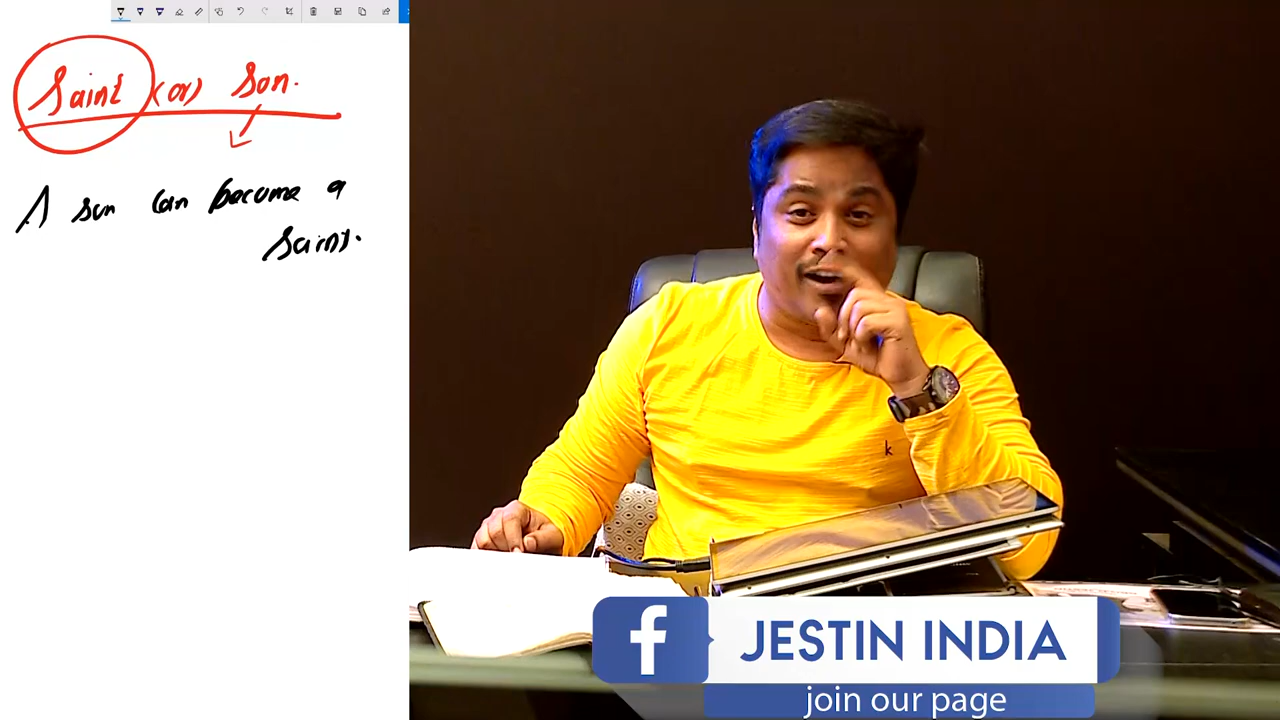 Saint (or) Son.
A son can become a
Saint.
k
f
JESTIN INDIA
join our page